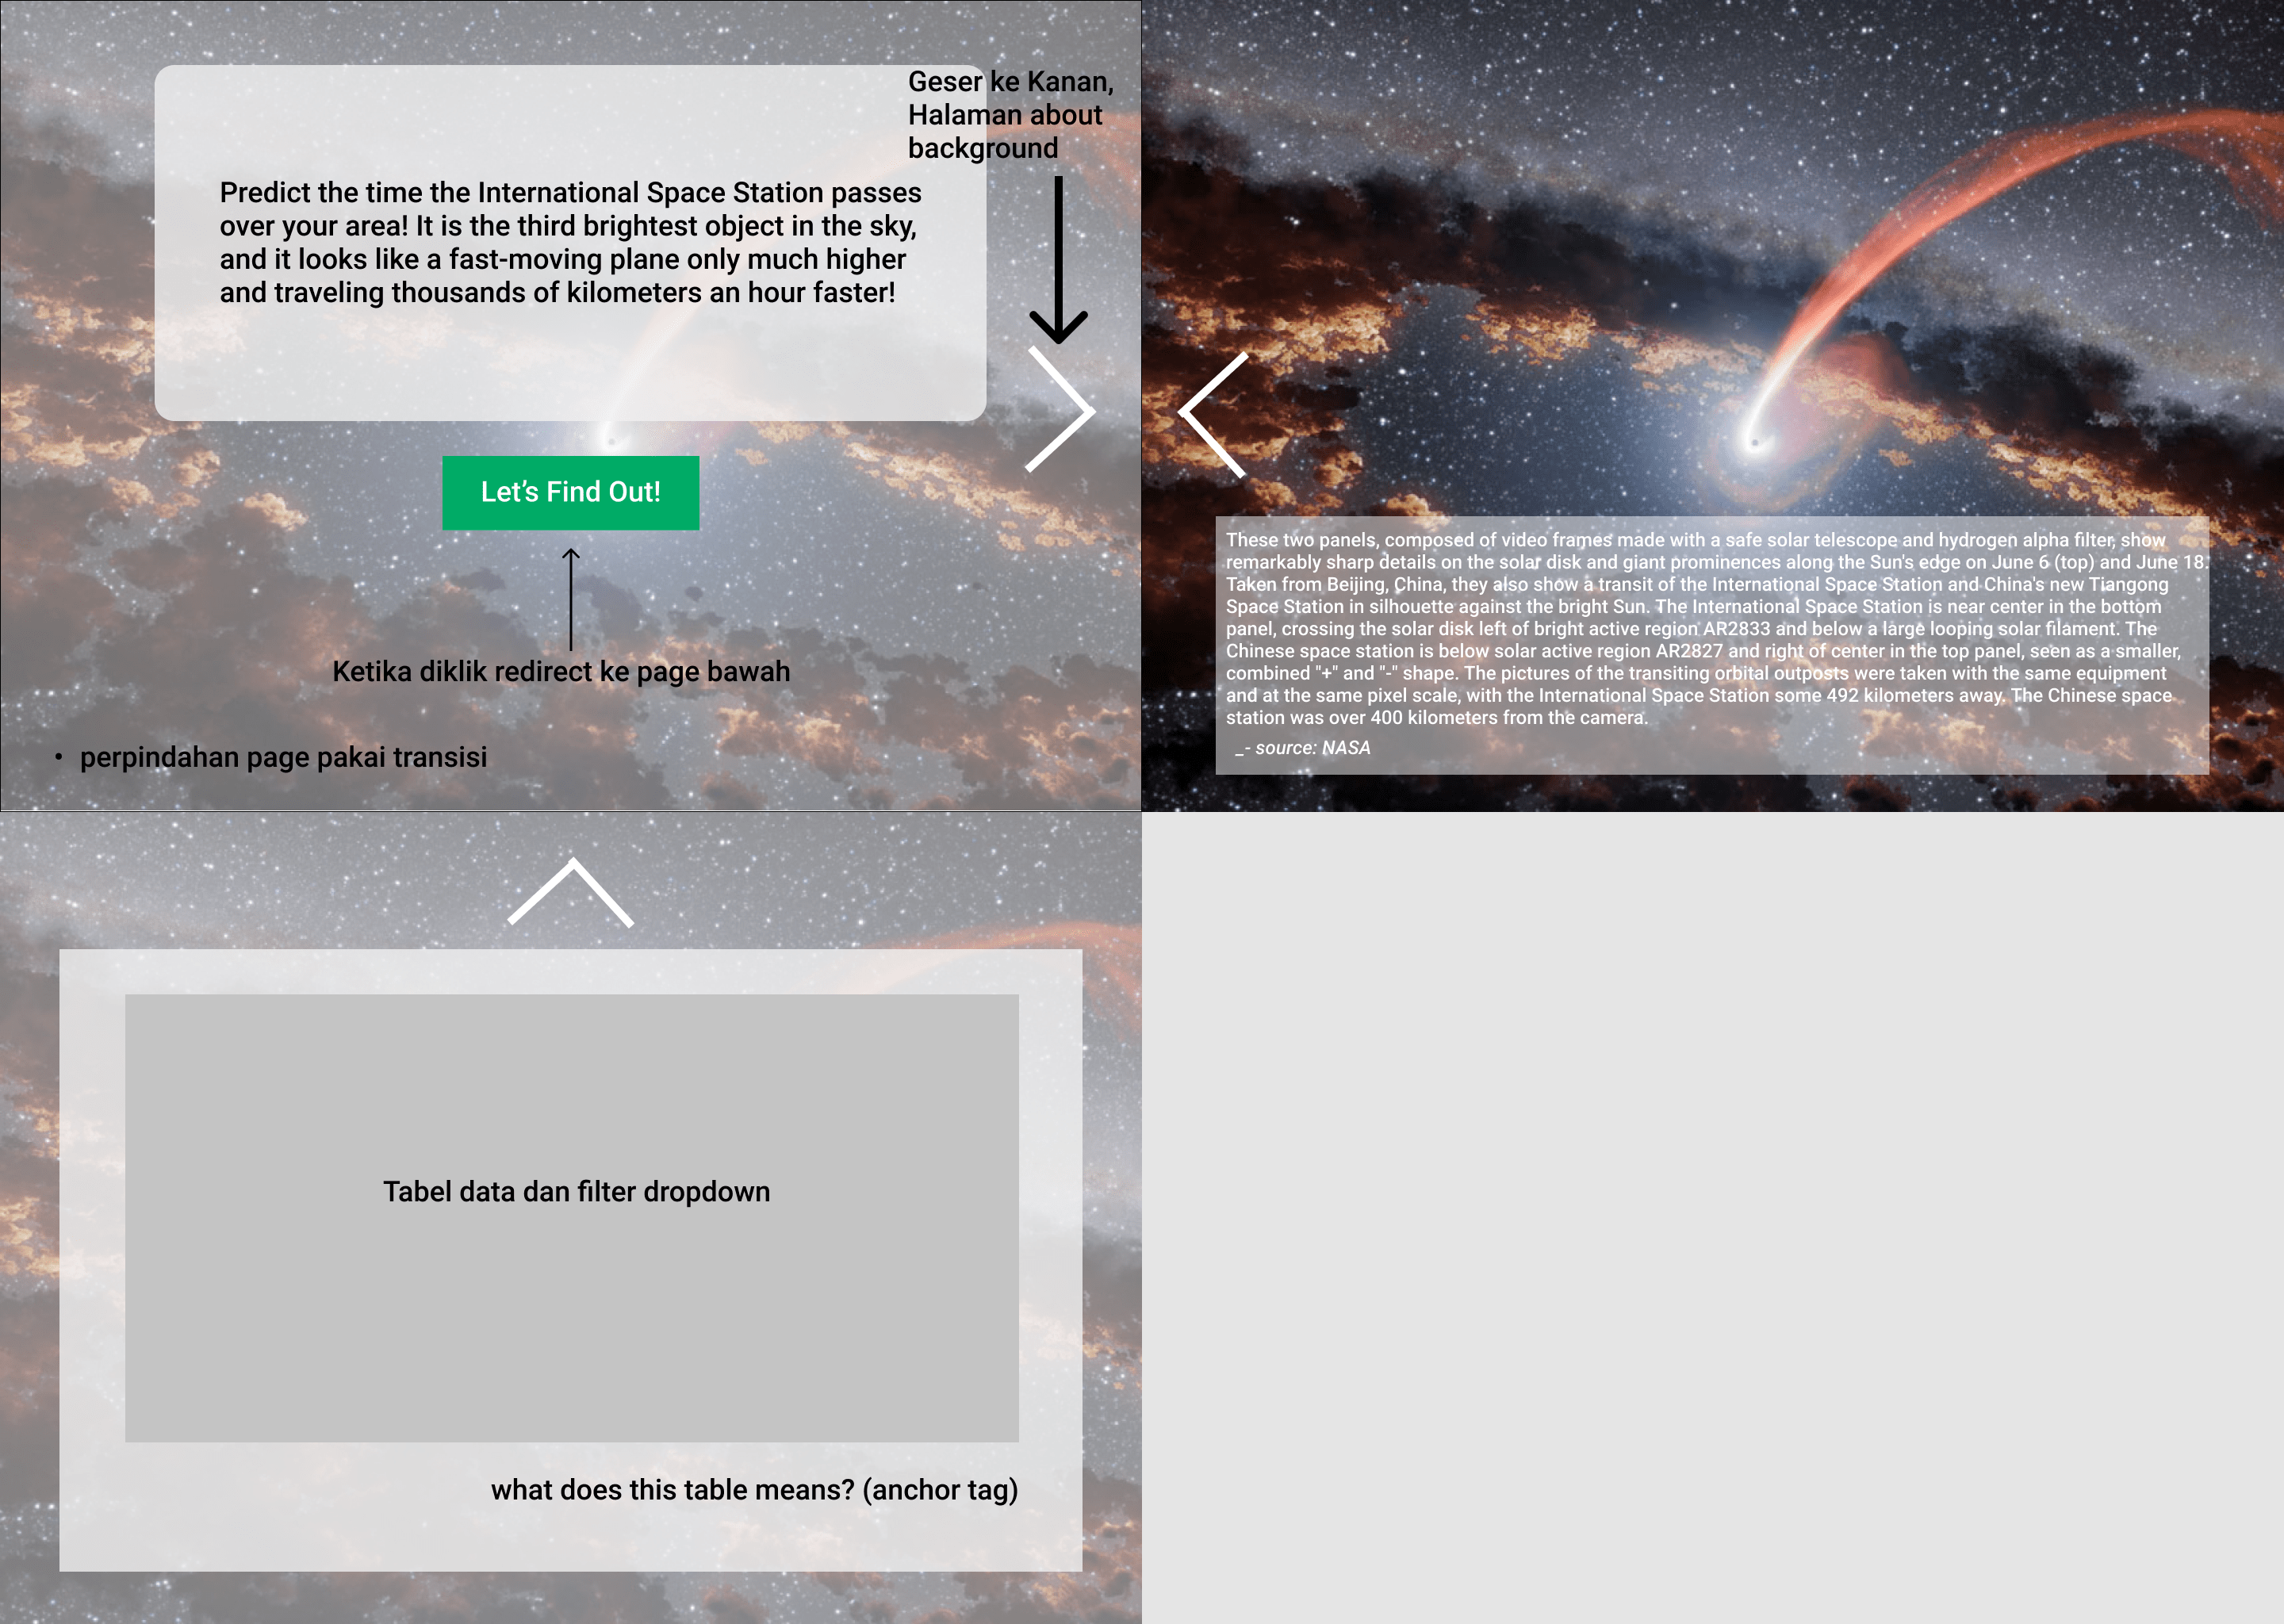 Geser ke Kanan,
Halaman about
background
Predict the time the International Space Station passes
over your area! It is the third brightest object in the sky,
and it looks like a fast-moving plane only much higher
and traveling thousands of kilometers an hour faster!
Let’s Find Out!
Ketika diklik redirect ke page bawah
• perpindahan page pakai transisi
These two panels, composed of video frames made with a safe solar telescope and hydrogen alpha filter, show
remarkably sharp details on the solar disk and giant prominences along the Sun's edge on June 6 (top) and June 18.
Taken from Beijing, China, they also show a transit of the International Space Station and China's new Tiangong
Space Station in silhouette against the bright Sun. The International Space Station is near center in the bottom
panel, crossing the solar disk left of bright active region AR2833 and below a large looping solar filament. The
Chinese space station is below solar active region AR2827 and right of center in the top panel, seen as a smaller,
combined "+" and "-" shape. The pictures of the transiting orbital outposts were taken with the same equipment
and at the same pixel scale, with the International Space Station some 492 kilometers away. The Chinese space
station was over 400 kilometers from the camera.
_- source: NASA
Tabel data dan filter dropdown
what does this table means? (anchor tag)